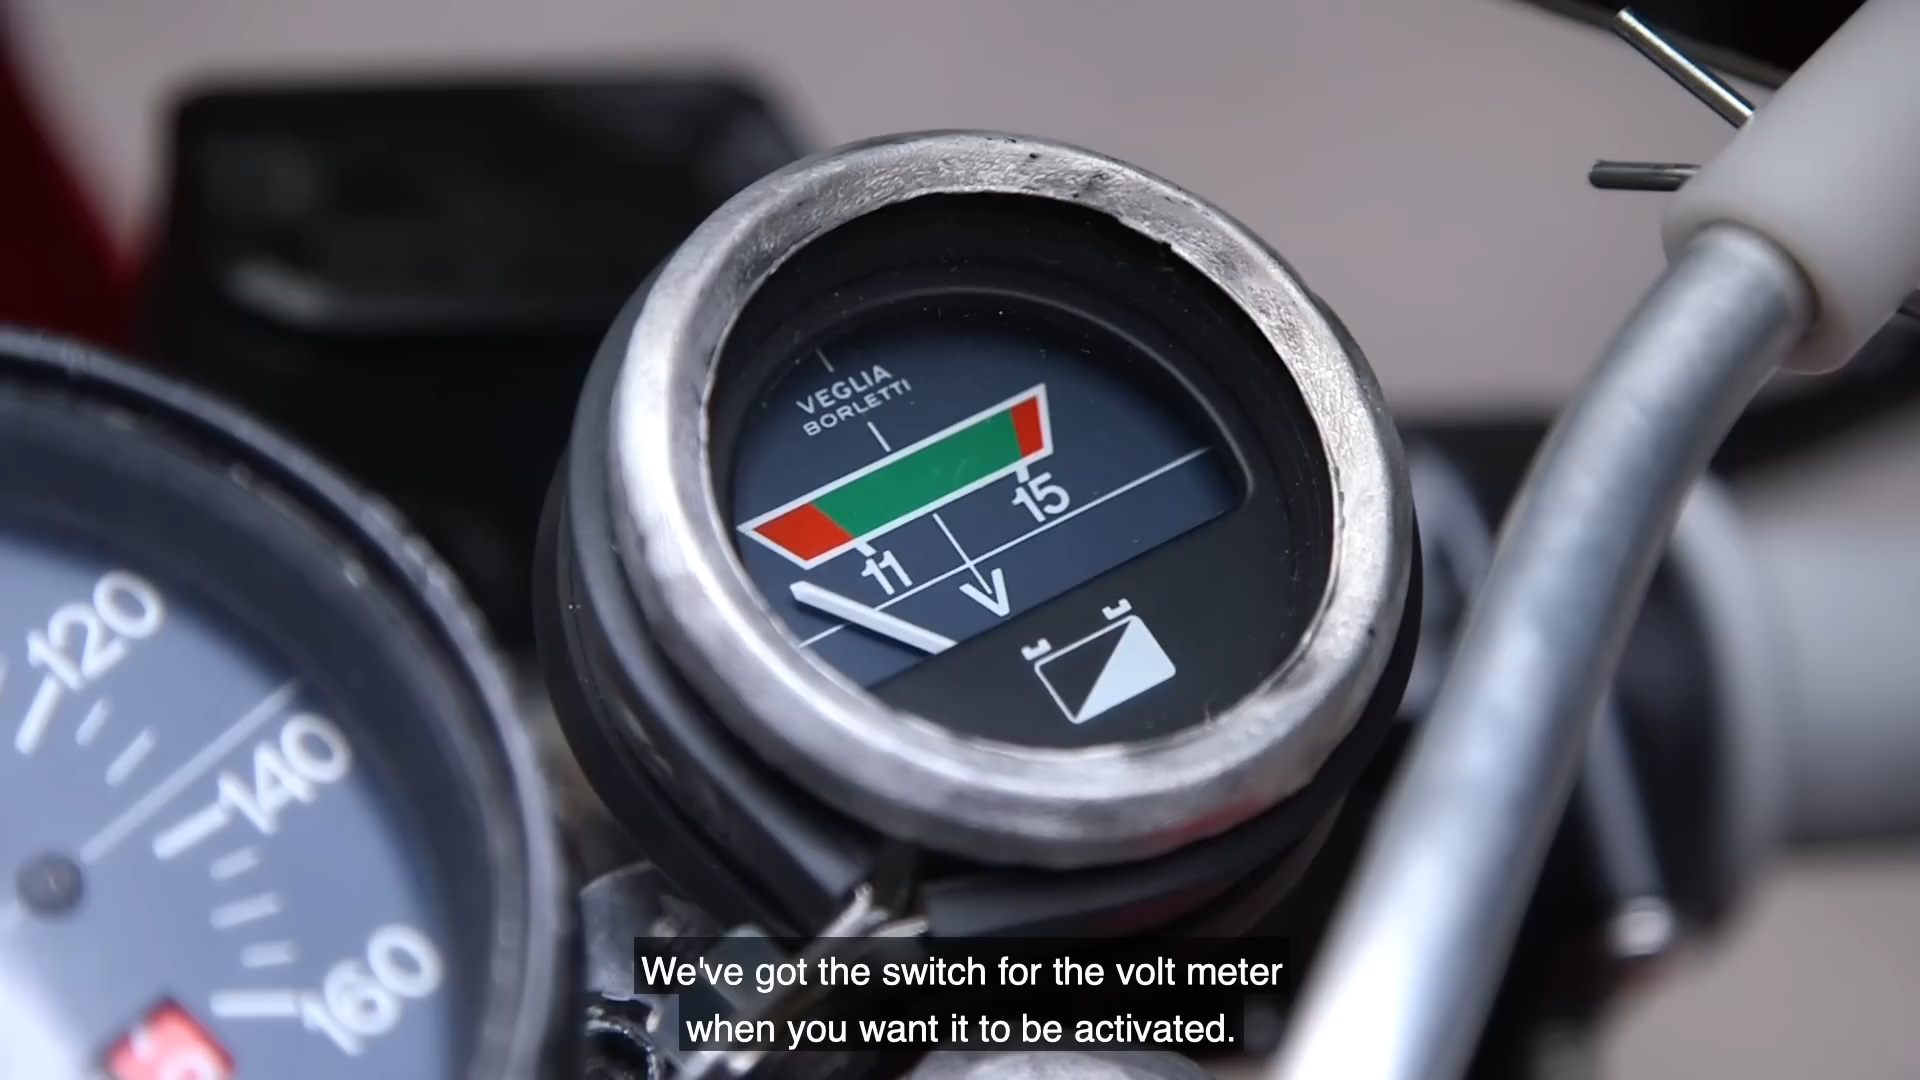 VEGLIA
BORLETTI
15
11
V
120
140
160
We've got the switch for the volt meter
when you want it to be activated.